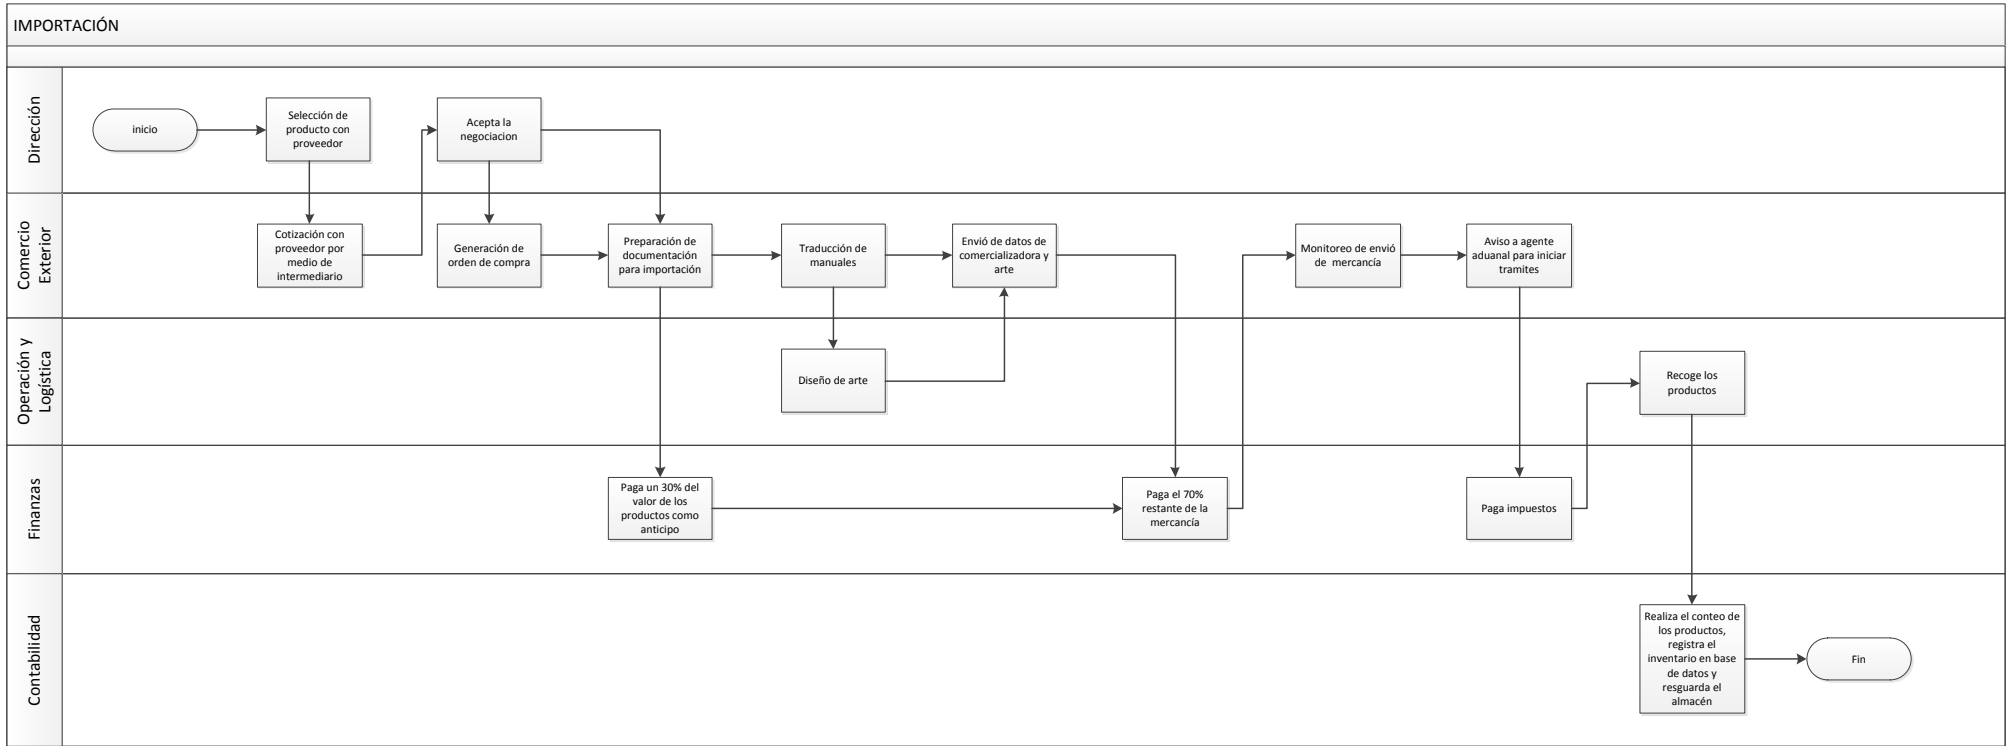 IMPORTACIÓN
Dirección
inicio
Selección de
producto con
proveedor
Acepta la
negociacion
Comercio
Exterior
Cotización con
proveedor por
medio de
intermediario
Generación de
orden de compra
Preparación de
documentación
para importación
Traducción de
manuales
Envió de datos de
comercializadora y
arte
Monitoreo de envió
de mercancía
Aviso a agente
aduanal para iniciar
tramites
Operación y
Logística
Diseño de arte
Recoge los
productos
Finanzas
Paga un 30% del
valor de los
productos como
anticipo
Paga el 70%
restante de la
mercancía
Paga impuestos
Contabilidad
Realiza el conteo de
los productos,
registra el
inventario en base
de datos y
resguarda el
almacén
Fin